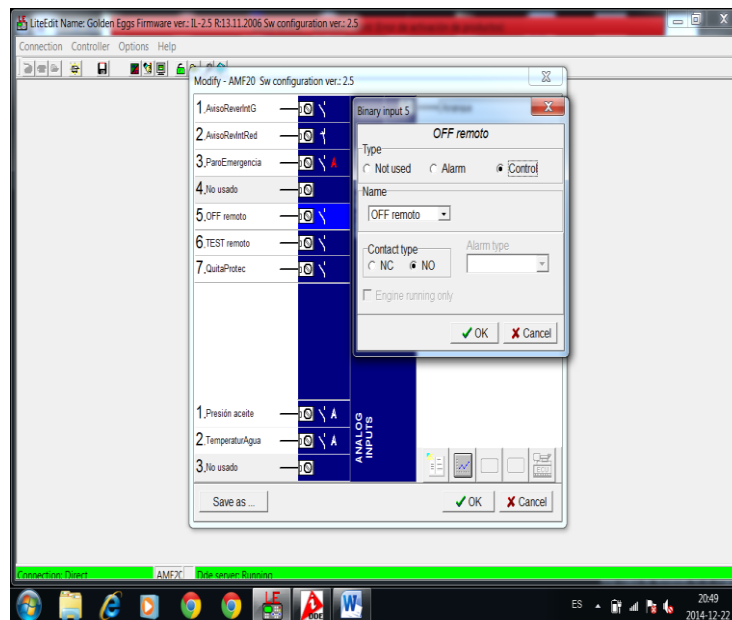 LiteEdit Name: Golden Eggs Firmware ver.: IL-2.5 R:13.11.2006 Sw configuration ver.: 2.5
Connection Controller Options Help
Modify - AMF20 Sw configuration ver.: 2.5
1.AvisoReverIntG
2.AvisoRevIntRed
3.ParoEmergencia A
4.No usado
5.OFF remoto
6.TEST remoto
7.QuitaProtec
Binary input 5
OFF remoto
Type
Not used Alarm Control
Name
OFF remoto
Contact type
NC NO
Alarm type
Engine running only
OK Cancel
1.Presión aceite A
2.TemperaturAgua A
3.No usado
ANALOG
INPUTS
ECU
Save as ...
OK Cancel
Connection: Direct AMF2 Dde server: Running
LE
DDE
W
ES
20:49
2014-12-22